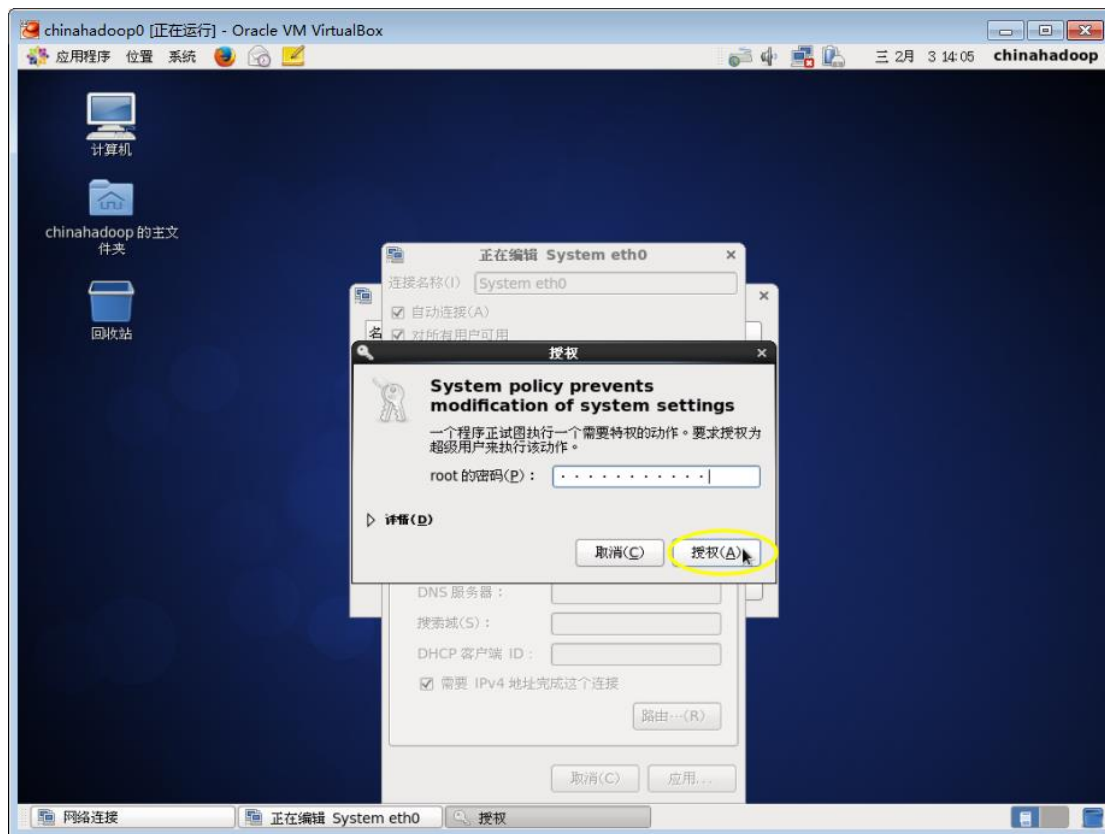 chinahadoop0 [正在运行] - Oracle VM VirtualBox
应用程序 位置 系统
三 2月 3 14:05 chinahadoop
计算机
chinahadoop 的主文
件夹
回收站
正在编辑 System eth0
连接名称(I) System eth0
自动连接(A)
对所有用户可用
名
授权
System policy prevents
modification of system settings
一个程序正试图执行一个需要特权的动作。要求授权为
超级用户来执行该动作。
root 的密码(P)： ···········
详情(D)
取消(C) 授权(A)
DNS 服务器：
搜索域(S)：
DHCP 客户端 ID：
需要 IPv4 地址完成这个连接
路由…(R)
取消(C) 应用...
网络连接 正在编辑 System eth0 授权